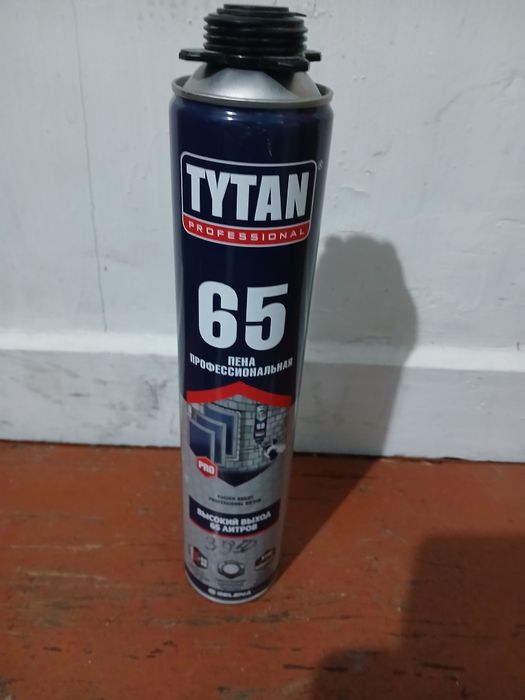 TYTAN®
PROFESSIONAL
65
ПЕНА
ПРОФЕССИОНАЛЬНАЯ
PRO
ВЫСОКИЙ ВЫХОД
65 ЛИТРОВ
SELENA